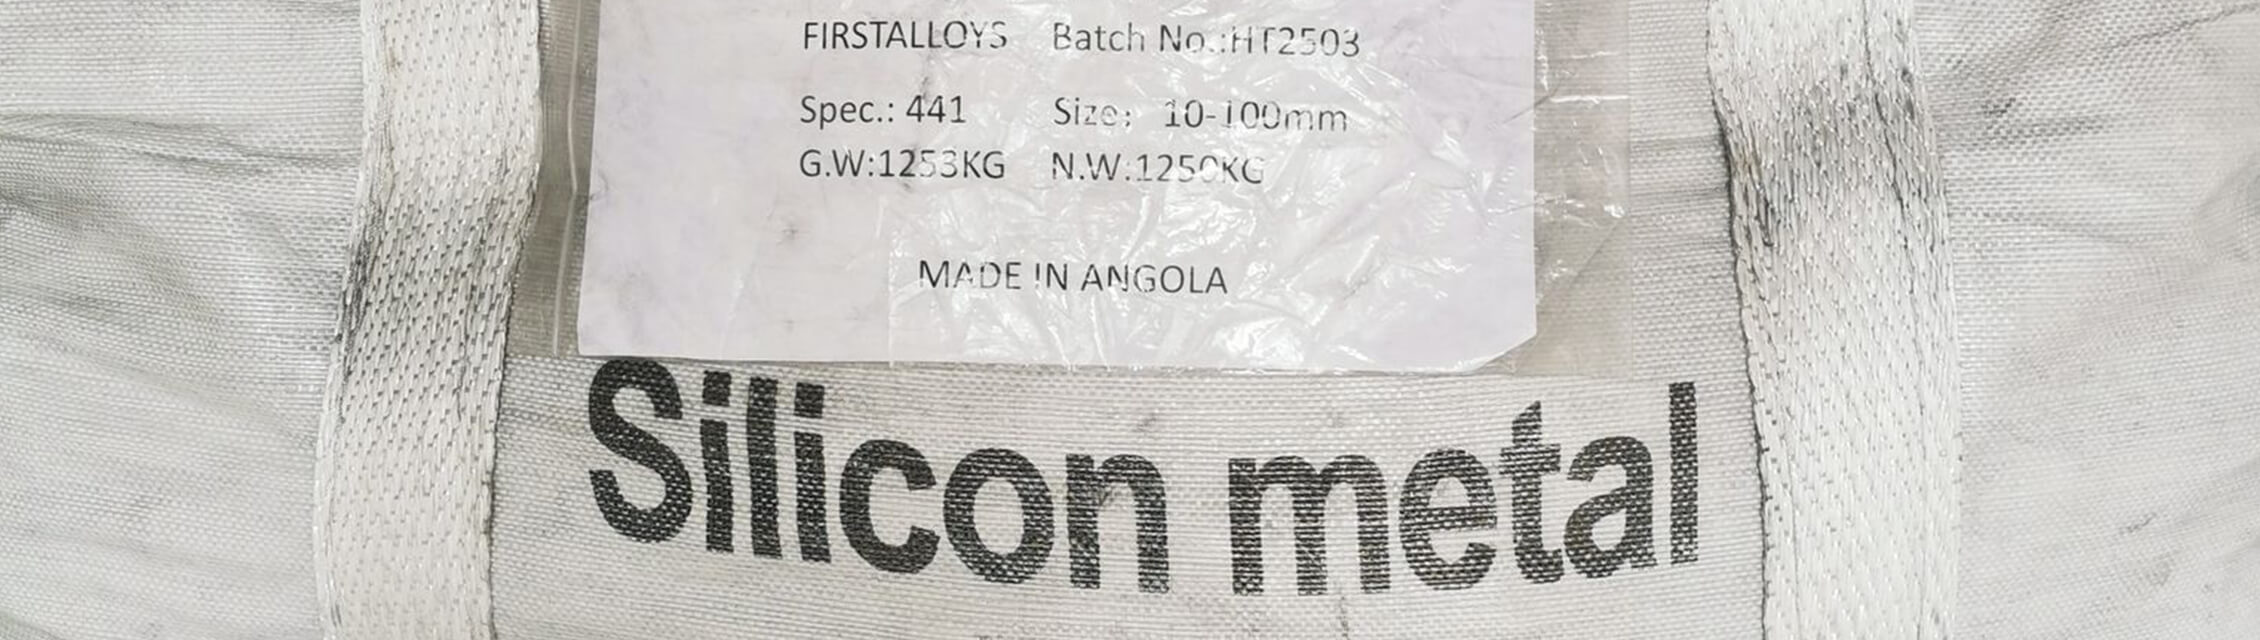 FIRSTALLOYS Batch No.:HT2503
Spec.: 441 Size: 10-100mm
G.W:1253KG N.W:1250KG
MADE IN ANGOLA
Silicon metal